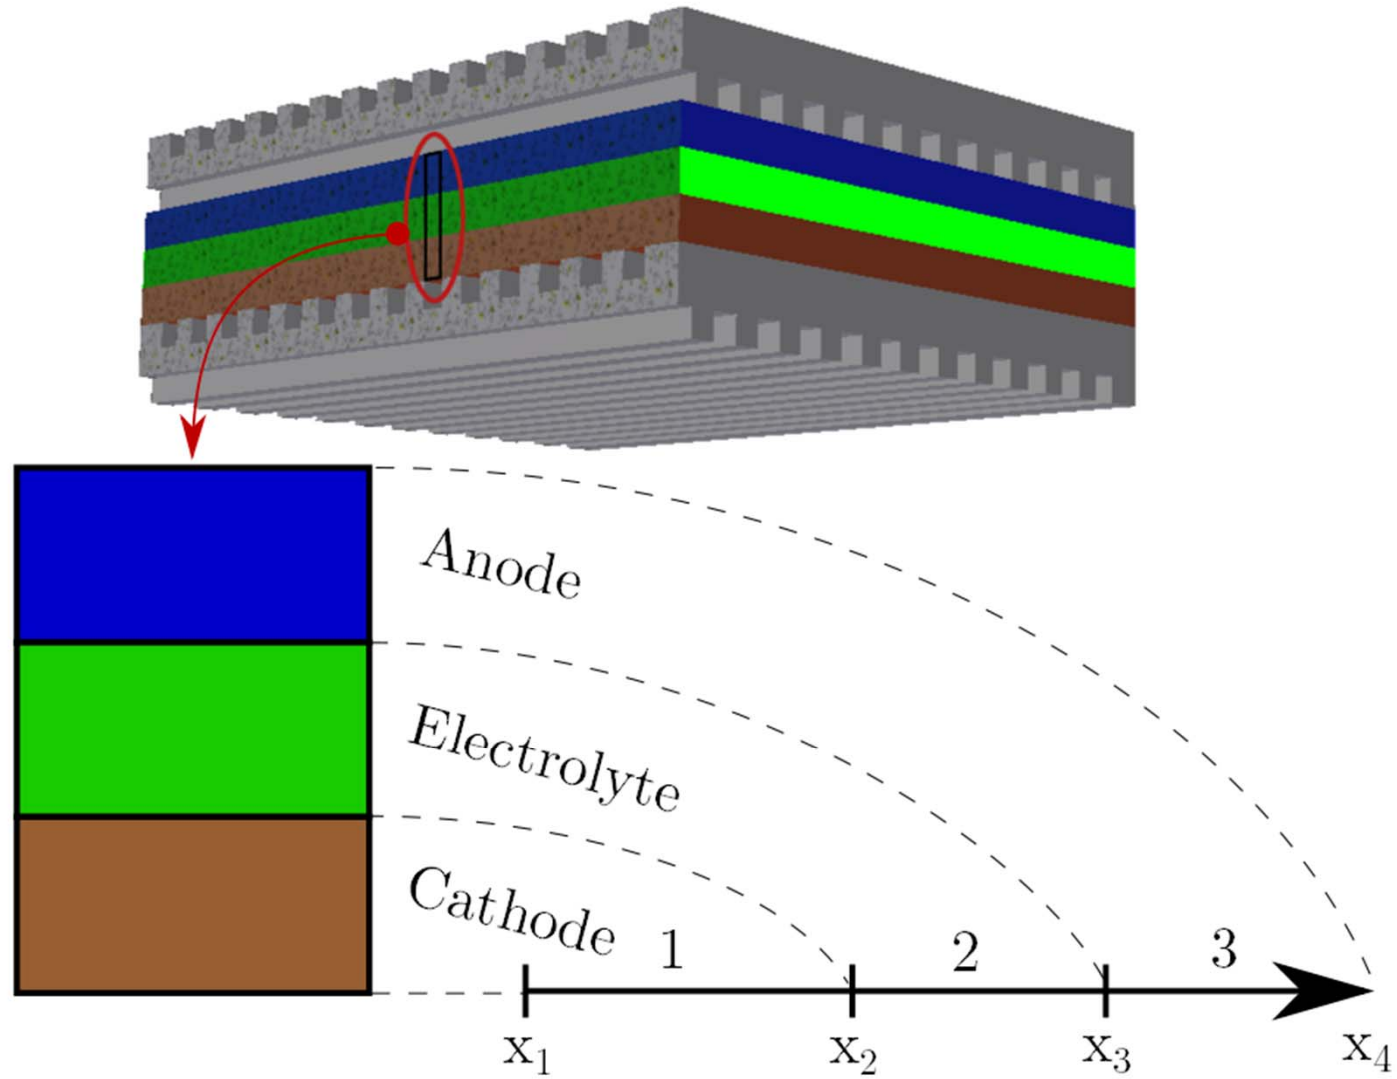 Anode
Electrolyte
Cathode
1 2 3
x₁ x₂ x₃ x₄